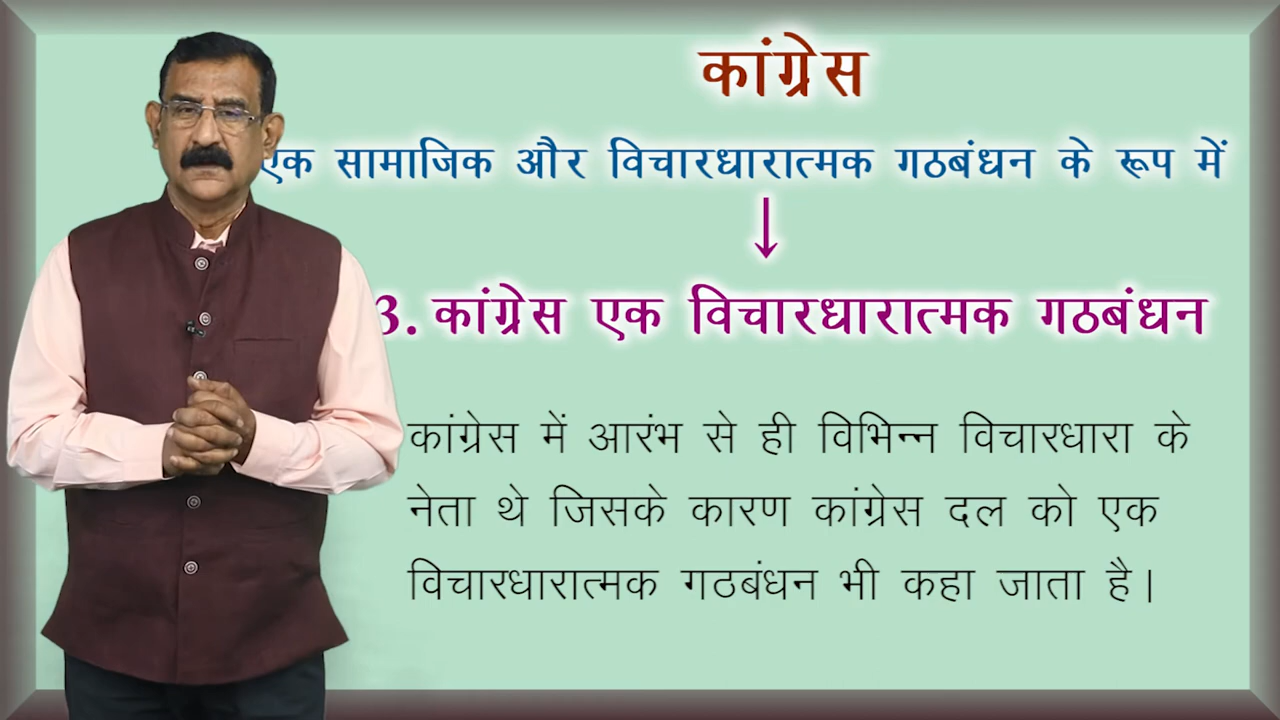 कांग्रेस
एक सामाजिक और विचारधारात्मक गठबंधन के रूप में
3. कांग्रेस एक विचारधारात्मक गठबंधन
कांग्रेस में आरंभ से ही विभिन्न विचारधारा के
नेता थे जिसके कारण कांग्रेस दल को एक
विचारधारात्मक गठबंधन भी कहा जाता है।